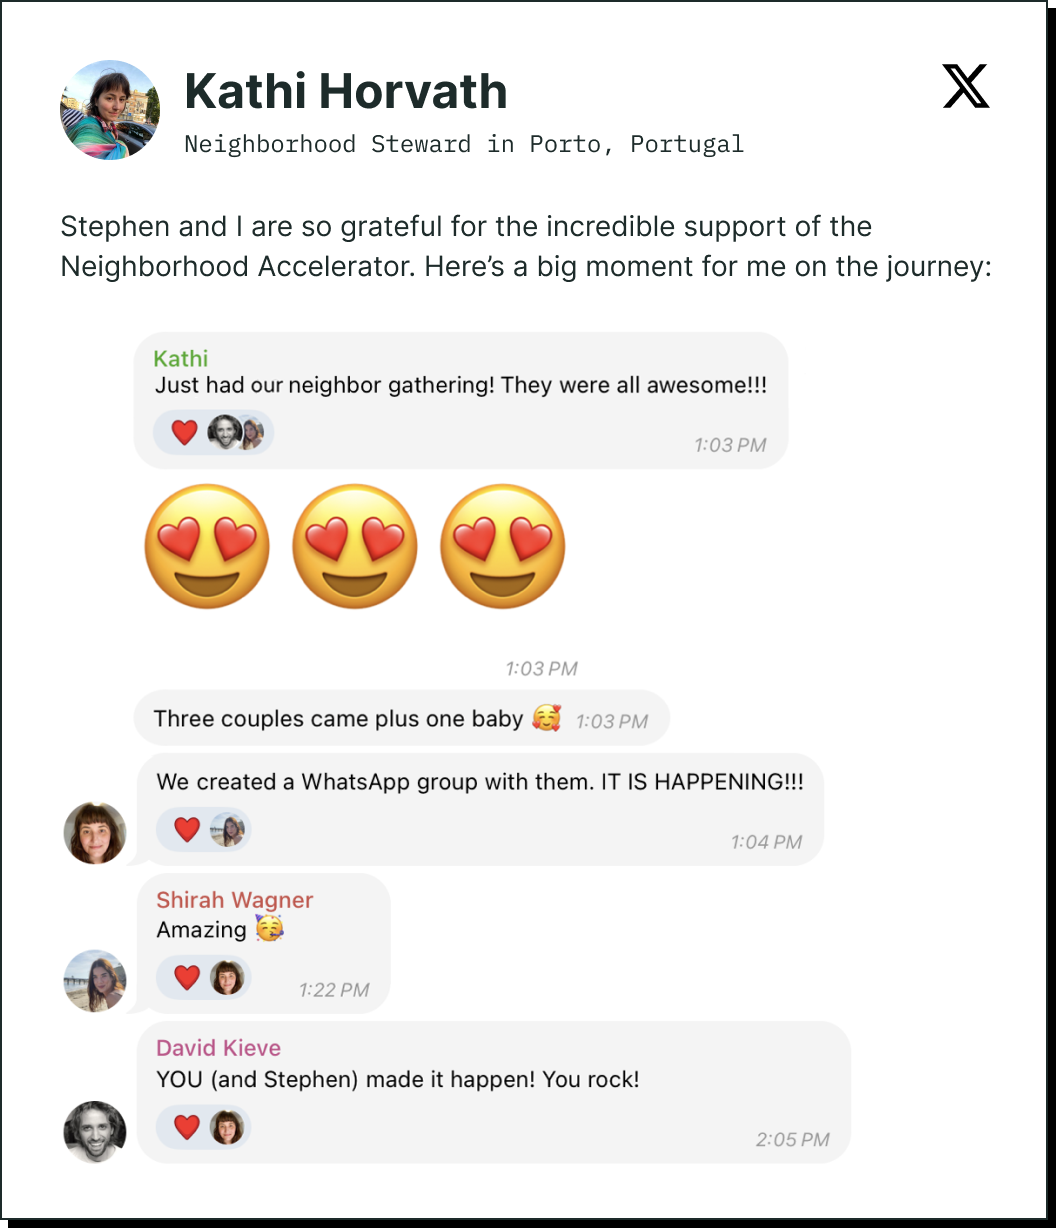 Kathi Horvath
Neighborhood Steward in Porto, Portugal
Stephen and I are so grateful for the incredible support of the
Neighborhood Accelerator. Here’s a big moment for me on the journey:
Kathi
Just had our neighbor gathering! They were all awesome!!!
❤️ 1:03 PM
😍 😍 😍
1:03 PM
Three couples came plus one baby 🥰 1:03 PM
We created a WhatsApp group with them. IT IS HAPPENING!!!
❤️ 1:04 PM
Shirah Wagner
Amazing 🥳
❤️ 1:22 PM
David Kieve
YOU (and Stephen) made it happen! You rock!
❤️ 2:05 PM